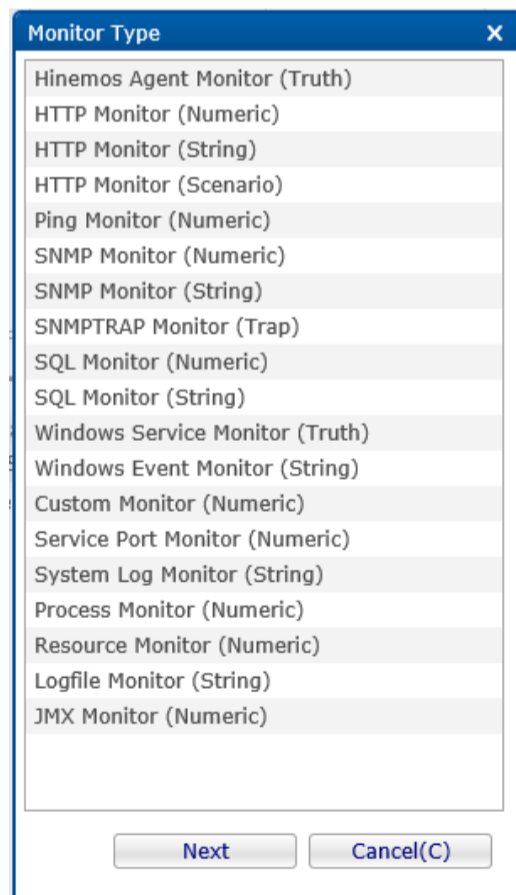 Monitor Type
Hinemos Agent Monitor (Truth)
HTTP Monitor (Numeric)
HTTP Monitor (String)
HTTP Monitor (Scenario)
Ping Monitor (Numeric)
SNMP Monitor (Numeric)
SNMP Monitor (String)
SNMPTRAP Monitor (Trap)
SQL Monitor (Numeric)
SQL Monitor (String)
Windows Service Monitor (Truth)
Windows Event Monitor (String)
Custom Monitor (Numeric)
Service Port Monitor (Numeric)
System Log Monitor (String)
Process Monitor (Numeric)
Resource Monitor (Numeric)
Logfile Monitor (String)
JMX Monitor (Numeric)
Next Cancel(C)